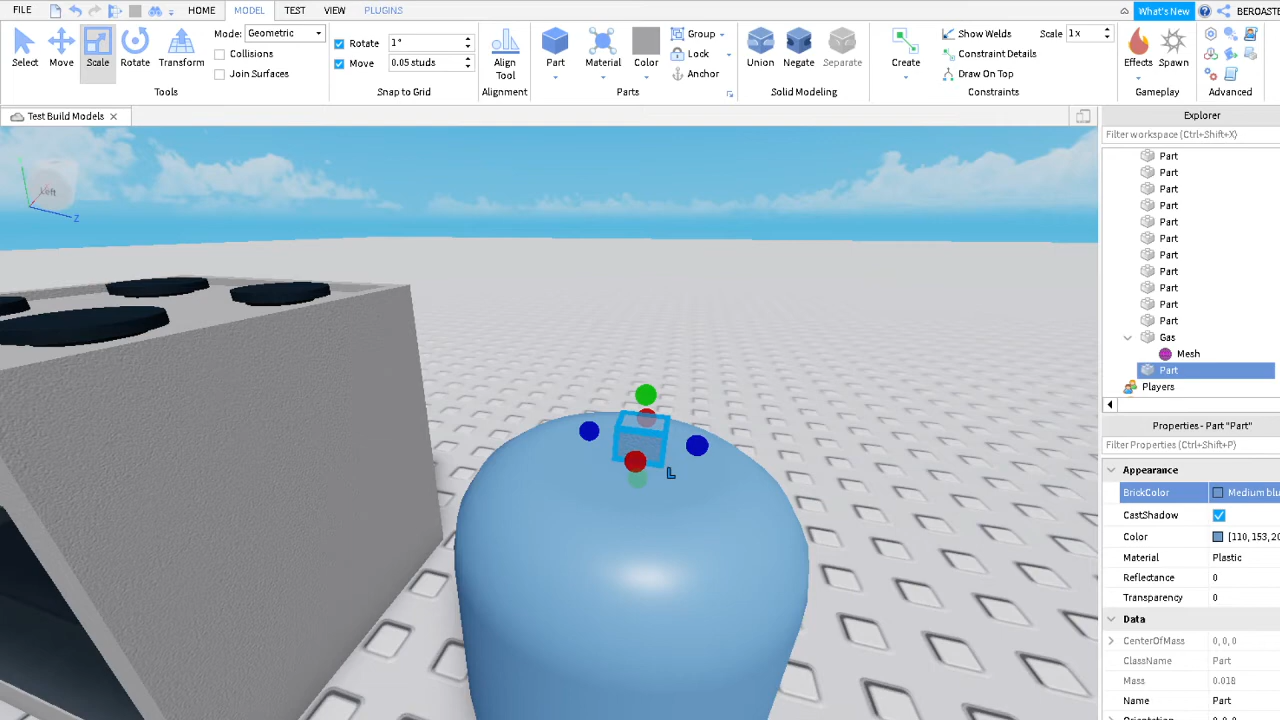 FILE HOME MODEL TEST VIEW PLUGINS What's New BEROASTE
Select Move Scale Rotate Transform
Mode: Geometric
Collisions
Join Surfaces
Tools
Rotate 1°
Move 0.05 studs
Snap to Grid
Align Tool
Alignment
Part Material Color
Group
Lock
Anchor
Parts
Union Negate Separate
Solid Modeling
Create
Show Welds Scale 1x
Constraint Details
Draw On Top
Constraints
Effects Spawn
Gameplay
Advanced
Test Build Models
Left
Z
Explorer
Filter workspace (Ctrl+Shift+X)
Part
Part
Part
Part
Part
Part
Part
Part
Part
Part
Part
Gas
Mesh
Part
Players
Properties - Part "Part"
Filter Properties (Ctrl+Shift+P)
Appearance
BrickColor Medium blu
CastShadow
Color [110, 153, 20
Material Plastic
Reflectance 0
Transparency 0
Data
CenterOfMass 0, 0, 0
ClassName Part
Mass 0.018
Name Part
L